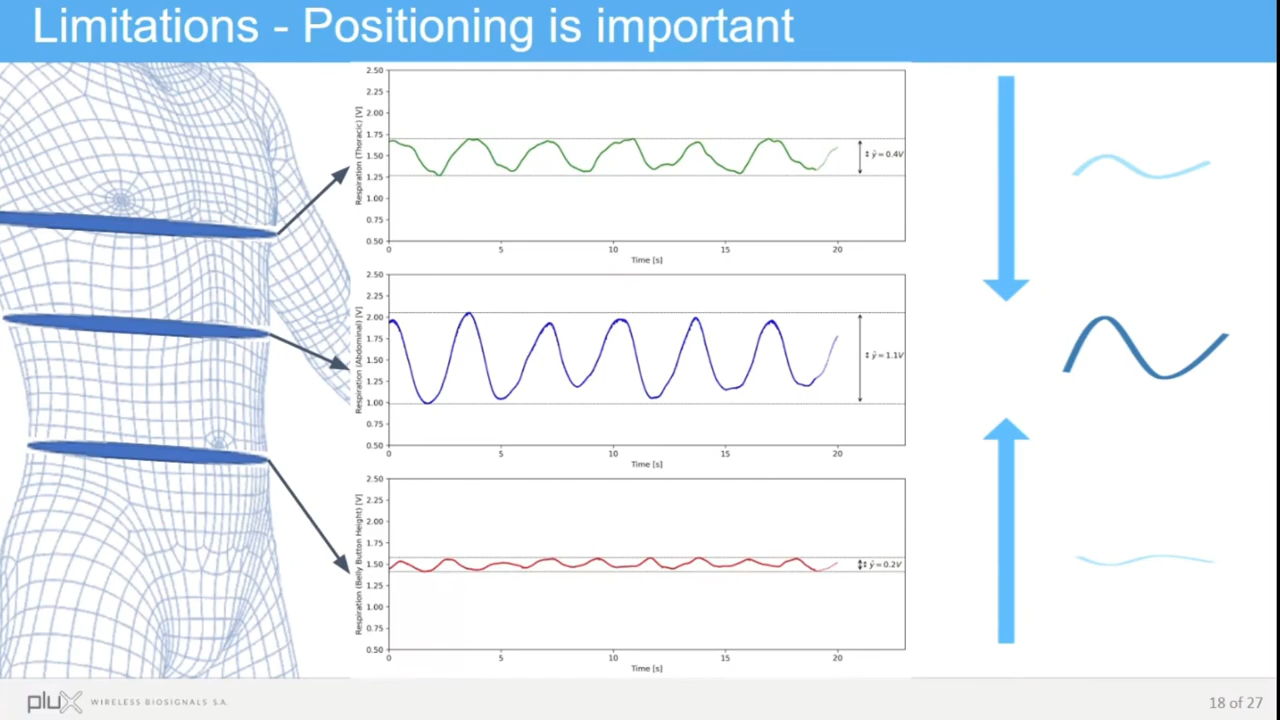 Limitations - Positioning is important
2.50
2.25
2.00
1.75
1.50
1.25
1.00
0.75
0.50
Respiration (Thoracic) [V]
↕ ŷ = 0.4V
0 5 10 15 20
Time [s]
2.50
2.25
2.00
1.75
1.50
1.25
1.00
0.75
0.50
Respiration (Abdominal) [V]
↕ ŷ = 1.1V
0 5 10 15 20
Time [s]
2.50
2.25
2.00
1.75
1.50
1.25
1.00
0.75
0.50
Respiration (Belly Button Height) [V]
↕ ŷ = 0.2V
0 5 10 15 20
Time [s]
plux WIRELESS BIOSIGNALS S.A.
18 of 27